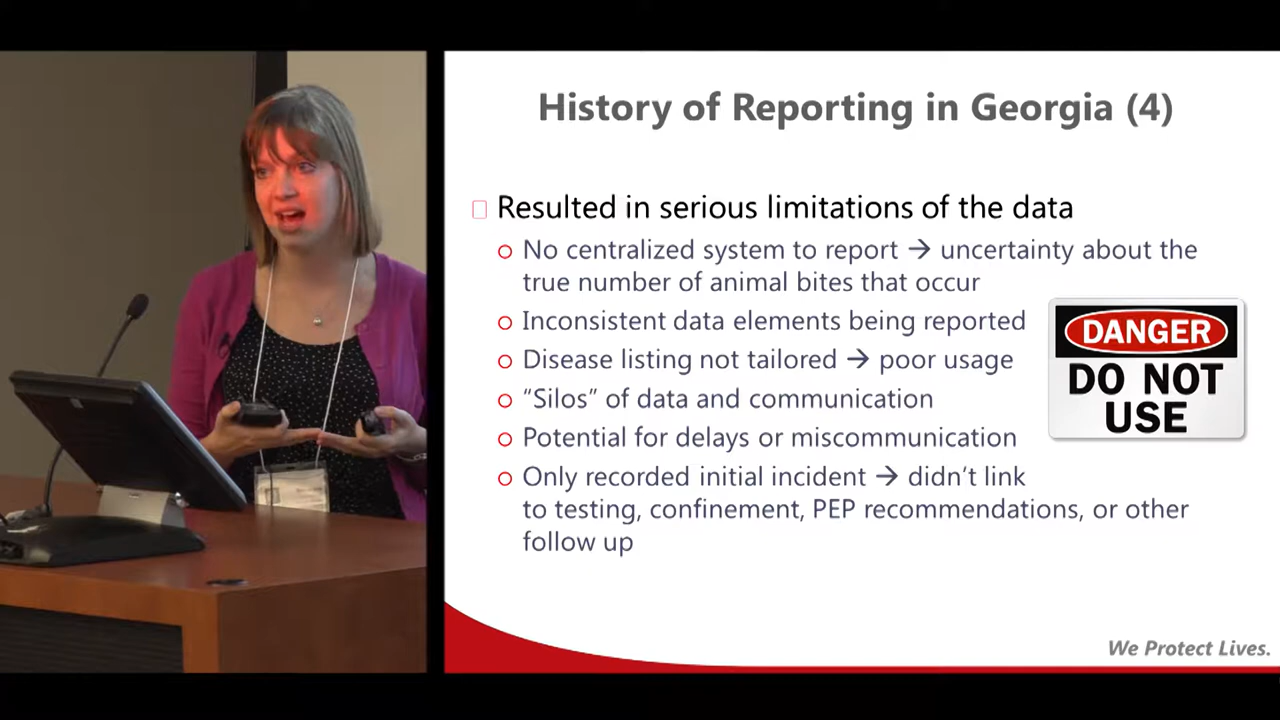 History of Reporting in Georgia (4)
Resulted in serious limitations of the data
No centralized system to report → uncertainty about the
true number of animal bites that occur
Inconsistent data elements being reported
Disease listing not tailored → poor usage
“Silos” of data and communication
Potential for delays or miscommunication
Only recorded initial incident → didn’t link
to testing, confinement, PEP recommendations, or other
follow up
DANGER
DO NOT
USE
We Protect Lives.